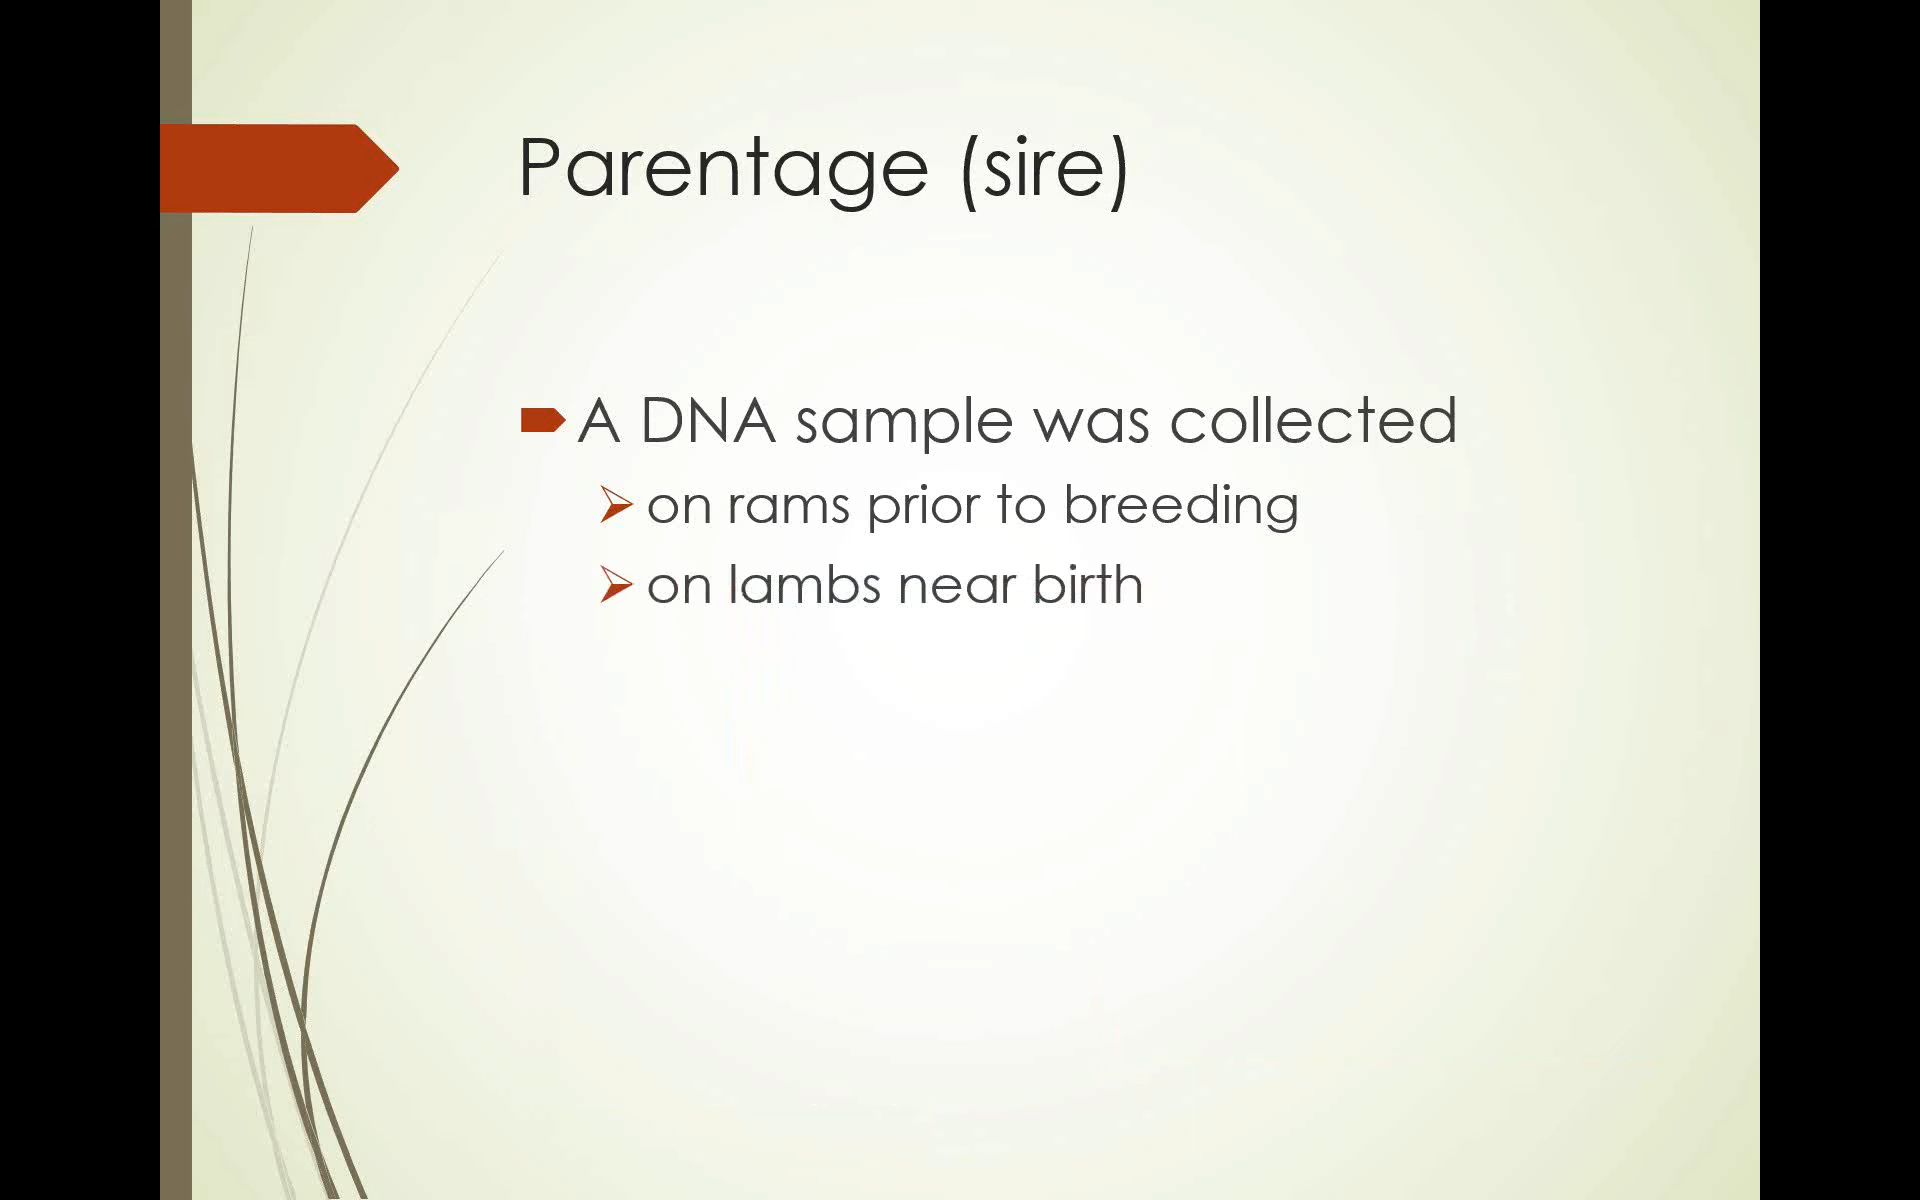 Parentage (sire)
A DNA sample was collected
on rams prior to breeding
on lambs near birth